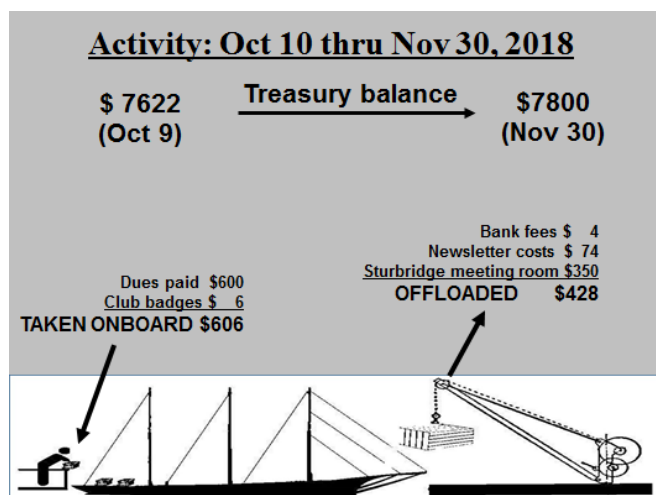 Activity: Oct 10 thru Nov 30, 2018
$ 7622
(Oct 9)
Treasury balance
$7800
(Nov 30)
Dues paid $600
Club badges $ 6
TAKEN ONBOARD $606
Bank fees $ 4
Newsletter costs $ 74
Sturbridge meeting room $350
OFFLOADED $428